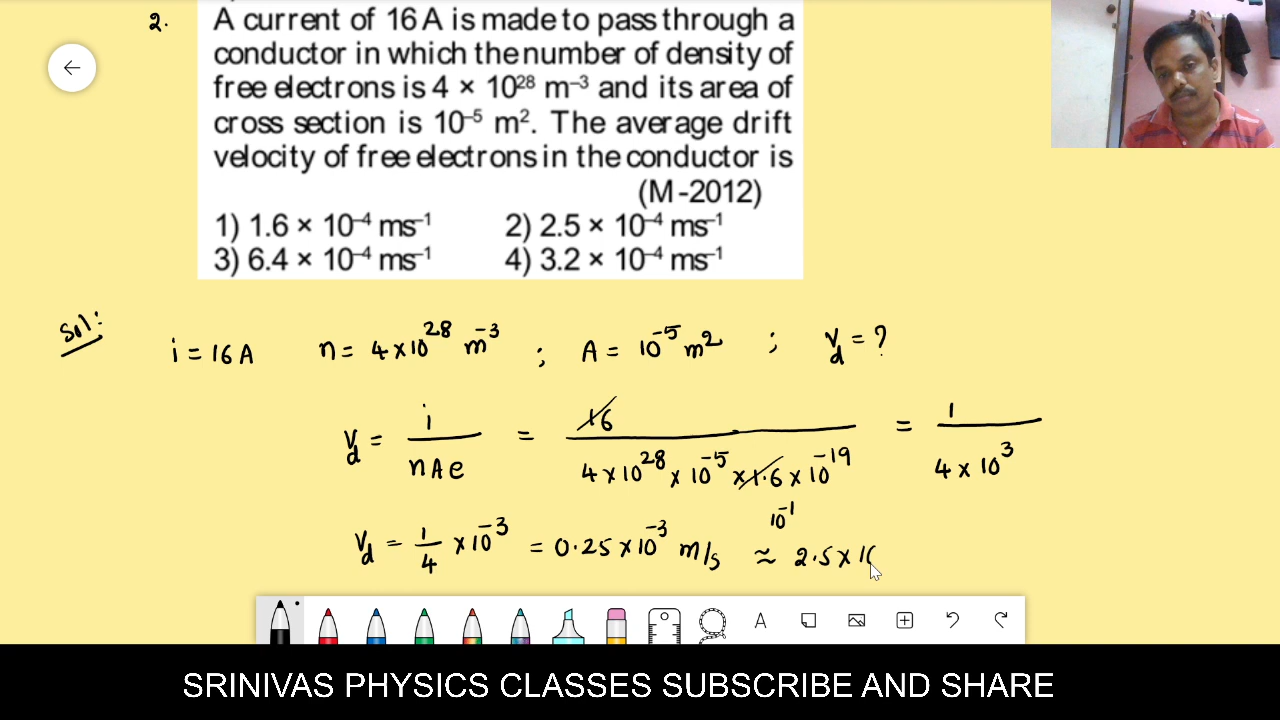 2.
A current of 16 A is made to pass through a
conductor in which the number of density of
free electrons is 4 × 10²⁸ m⁻³ and its area of
cross section is 10⁻⁵ m². The average drift
velocity of free electrons in the conductor is
(M-2012)
1) 1.6 × 10⁻⁴ ms⁻¹ 2) 2.5 × 10⁻⁴ ms⁻¹
3) 6.4 × 10⁻⁴ ms⁻¹ 4) 3.2 × 10⁻⁴ ms⁻¹
Sol:
i = 16 A n = 4 × 10²⁸ m⁻³ ; A = 10⁻⁵ m² ; v_d = ?
v_d = i / nAe = 16 / 4 × 10²⁸ × 10⁻⁵ × 1.6 × 10⁻¹⁹ = 1 / 4 × 10³
10⁻¹
v_d = 1/4 × 10⁻³ = 0.25 × 10⁻³ m/s ≈ 2.5 × 10
A
SRINIVAS PHYSICS CLASSES SUBSCRIBE AND SHARE